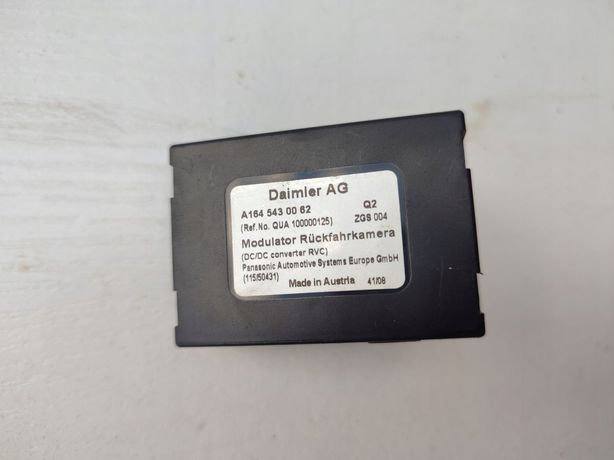 Daimler AG
A164 543 00 62 Q2
(Ref.No. QUA 100000125) ZGS 004
Modulator Rückfahrkamera
(DC/DC converter RVC)
Panasonic Automotive Systems Europe GmbH
(115/50431)
Made in Austria 41/08